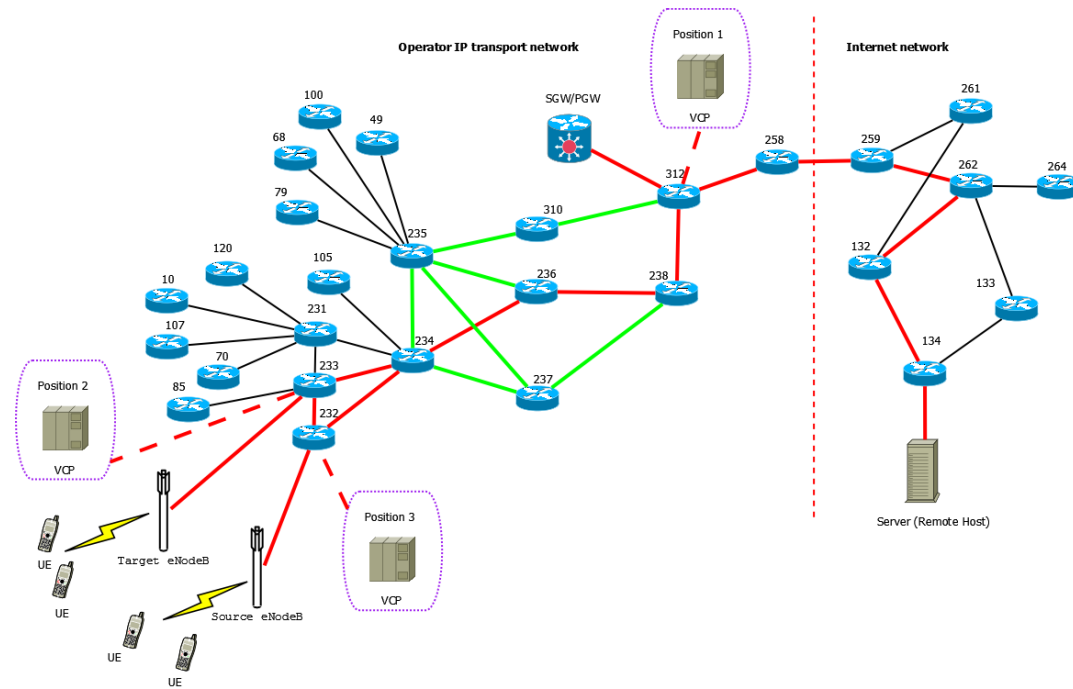 Operator IP transport network
Internet network
Position 1
VCP
SGW/PGW
100
49
68
79
235
310
312
258
259
261
262
264
120
105
236
238
132
133
10
231
107
234
134
70
233
237
85
232
Position 2
VCP
Position 3
VCP
Server (Remote Host)
Target eNodeB
UE
UE
Source eNodeB
UE
UE